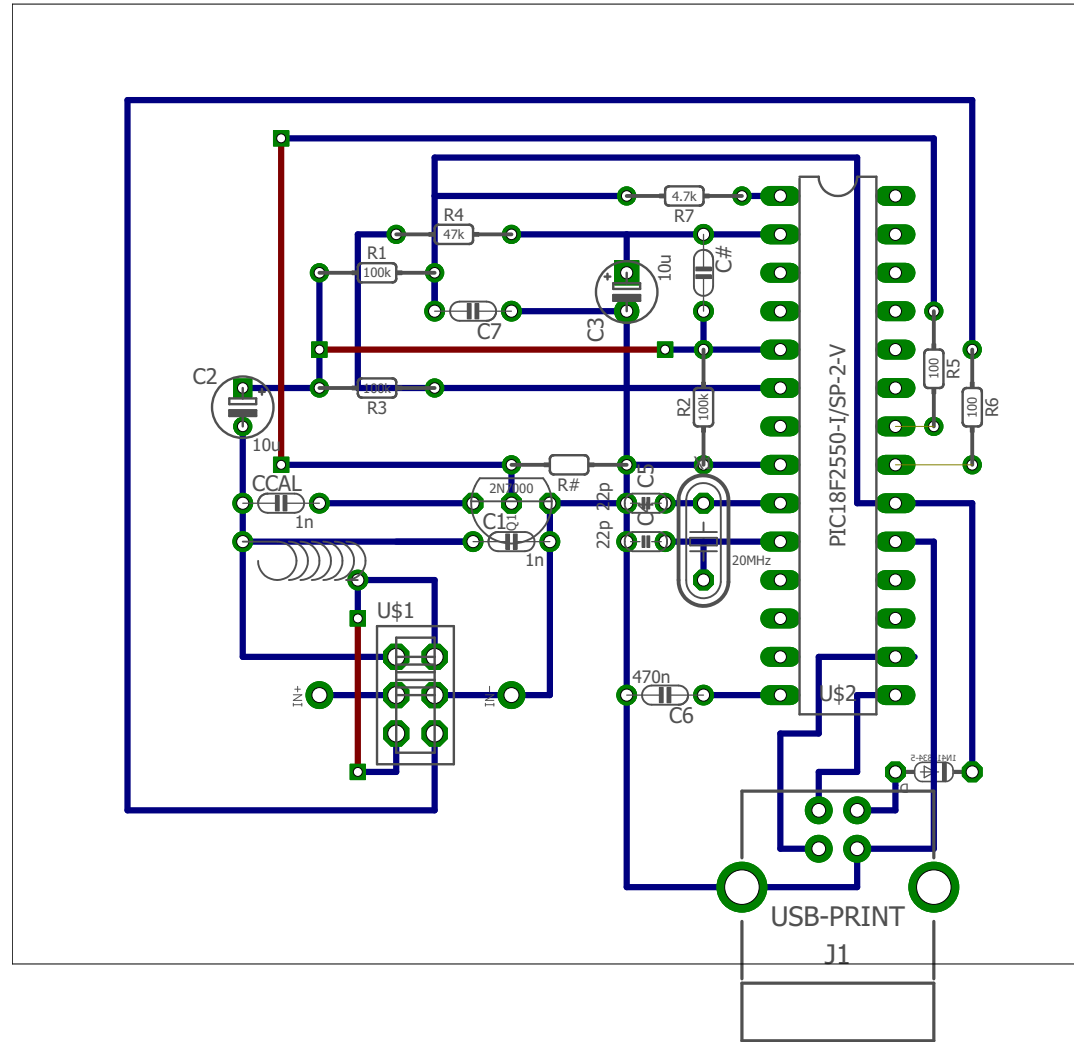 4.7k
R7
R4
47k
R1
100k
C#
10u
C3
C7
C2
10u
100k
R3
R2
100k
PIC18F2550-I/SP-2-V
100
R5
100
R6
R#
CCAL
1n
2N7000
Q1
C1
1n
C5
22p
C4
22p
20MHz
U$1
IN+
IN-
470n
C6
U$2
D
USB-PRINT
J1